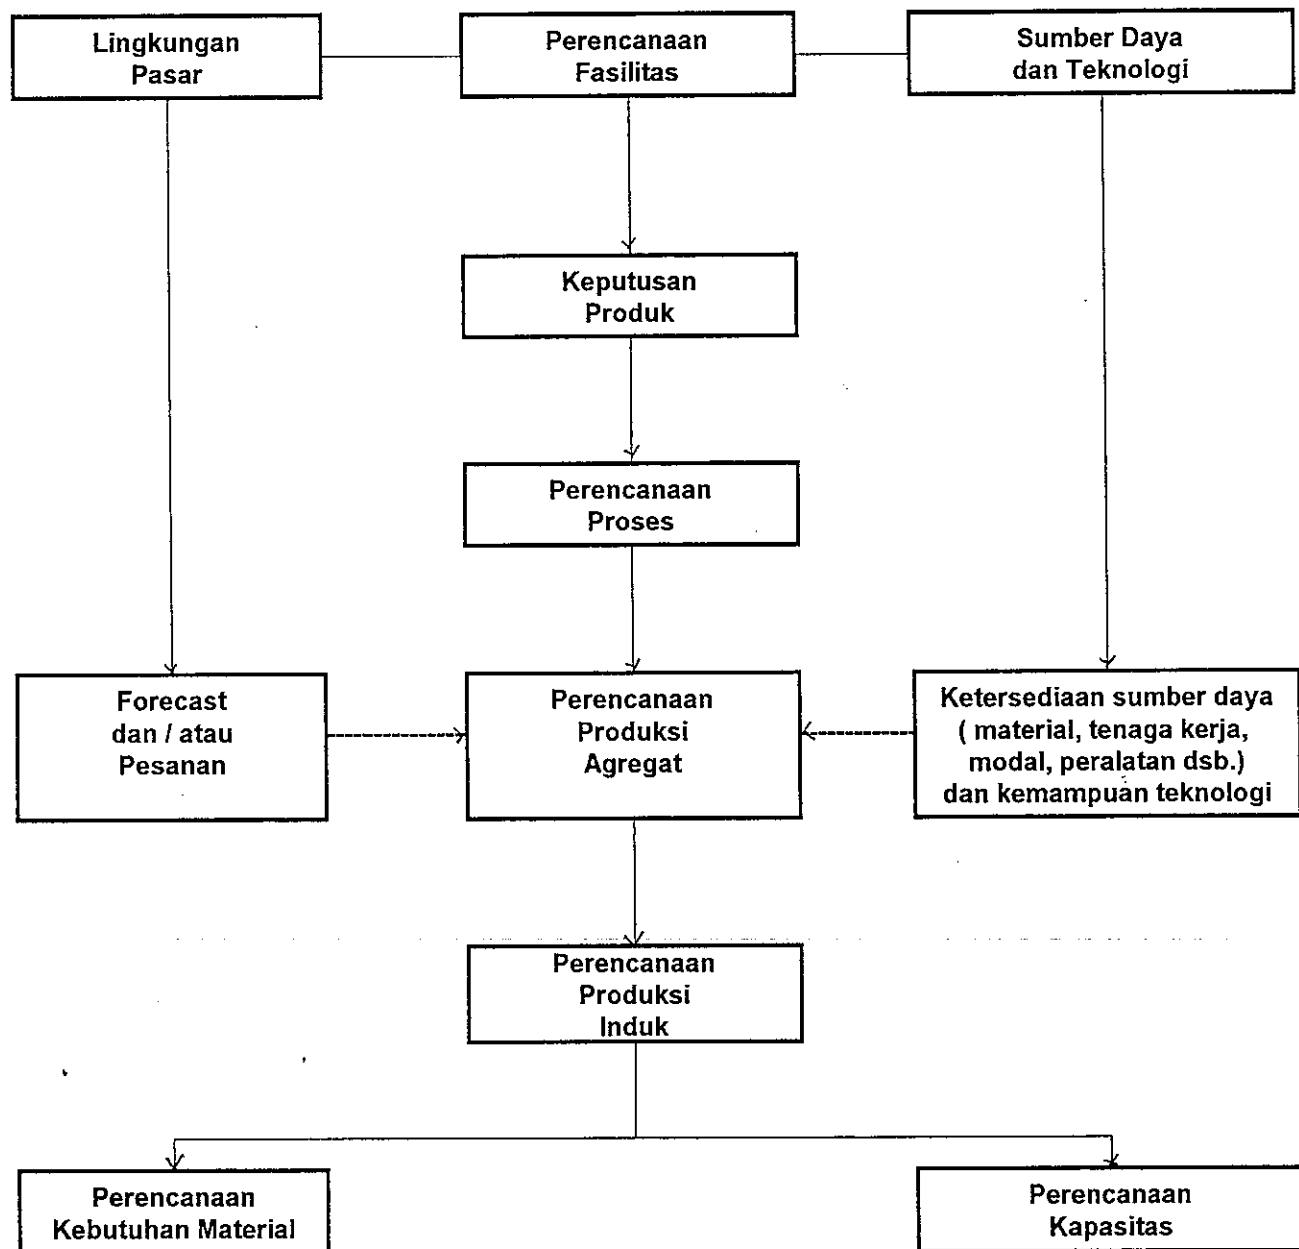 Lingkungan
Pasar
Perencanaan
Fasilitas
Sumber Daya
dan Teknologi
Keputusan
Produk
Perencanaan
Proses
Forecast
dan / atau
Pesanan
Perencanaan
Produksi
Agregat
Ketersediaan sumber daya
( material, tenaga kerja,
modal, peralatan dsb.)
dan kemampuan teknologi
Perencanaan
Produksi
Induk
Perencanaan
Kebutuhan Material
Perencanaan
Kapasitas